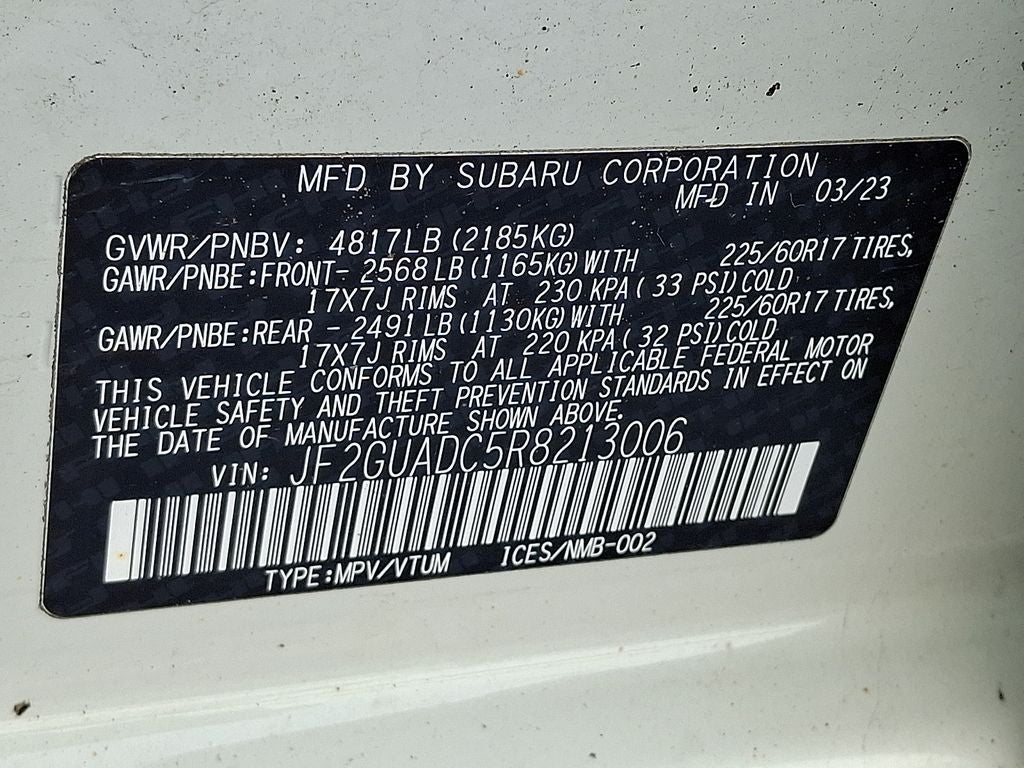 MFD BY SUBARU CORPORATION
MFD IN 03/23
GVWR/PNBV: 4817LB (2185KG)
GAWR/PNBE:FRONT- 2568 LB (1165KG) WITH 225/60R17 TIRES,
17X7J RIMS AT 230 KPA ( 33 PSI) COLD
GAWR/PNBE:REAR - 2491 LB (1130KG) WITH 225/60R17 TIRES,
17X7J RIMS AT 220 KPA ( 32 PSI) COLD
THIS VEHICLE CONFORMS TO ALL APPLICABLE FEDERAL MOTOR
VEHICLE SAFETY AND THEFT PREVENTION STANDARDS IN EFFECT ON
THE DATE OF MANUFACTURE SHOWN ABOVE.
VIN: JF2GUADC5R8213006
TYPE:MPV/VTUM ICES/NMB-002